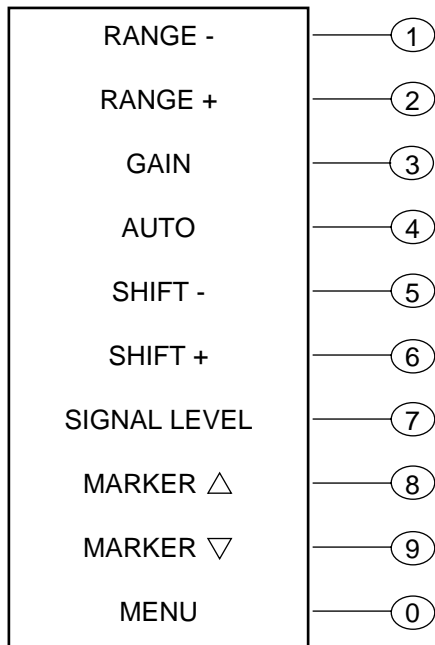 RANGE - 1
RANGE + 2
GAIN 3
AUTO 4
SHIFT - 5
SHIFT + 6
SIGNAL LEVEL 7
MARKER △ 8
MARKER ▽ 9
MENU 0